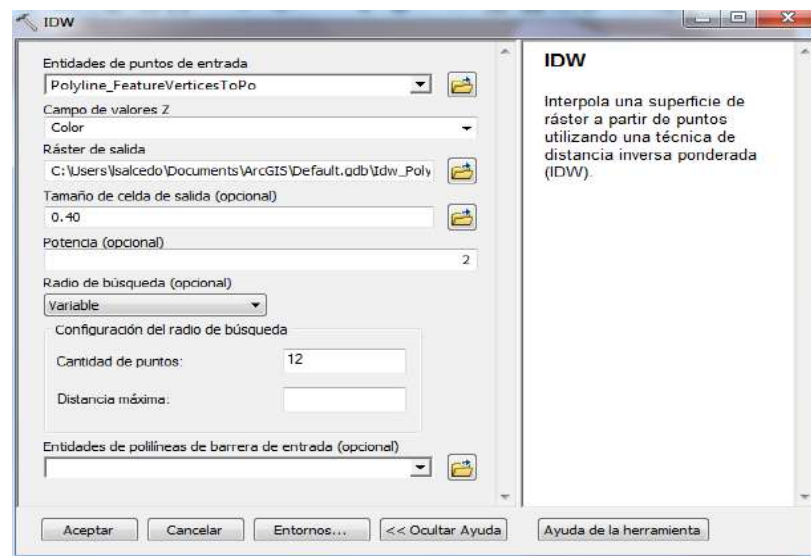 IDW
Entidades de puntos de entrada
Polyline_FeatureVerticesToPo
Campo de valores Z
Color
Ráster de salida
C:\Users\lsalcedo\Documents\ArcGIS\Default.gdb\Idw_Poly
Tamaño de celda de salida (opcional)
0.40
Potencia (opcional)
2
Radio de búsqueda (opcional)
Variable
Configuración del radio de búsqueda
Cantidad de puntos:
12
Distancia máxima:
Entidades de polilíneas de barrera de entrada (opcional)
IDW
Interpola una superficie de
ráster a partir de puntos
utilizando una técnica de
distancia inversa ponderada
(IDW).
Aceptar
Cancelar
Entornos...
<< Ocultar Ayuda
Ayuda de la herramienta